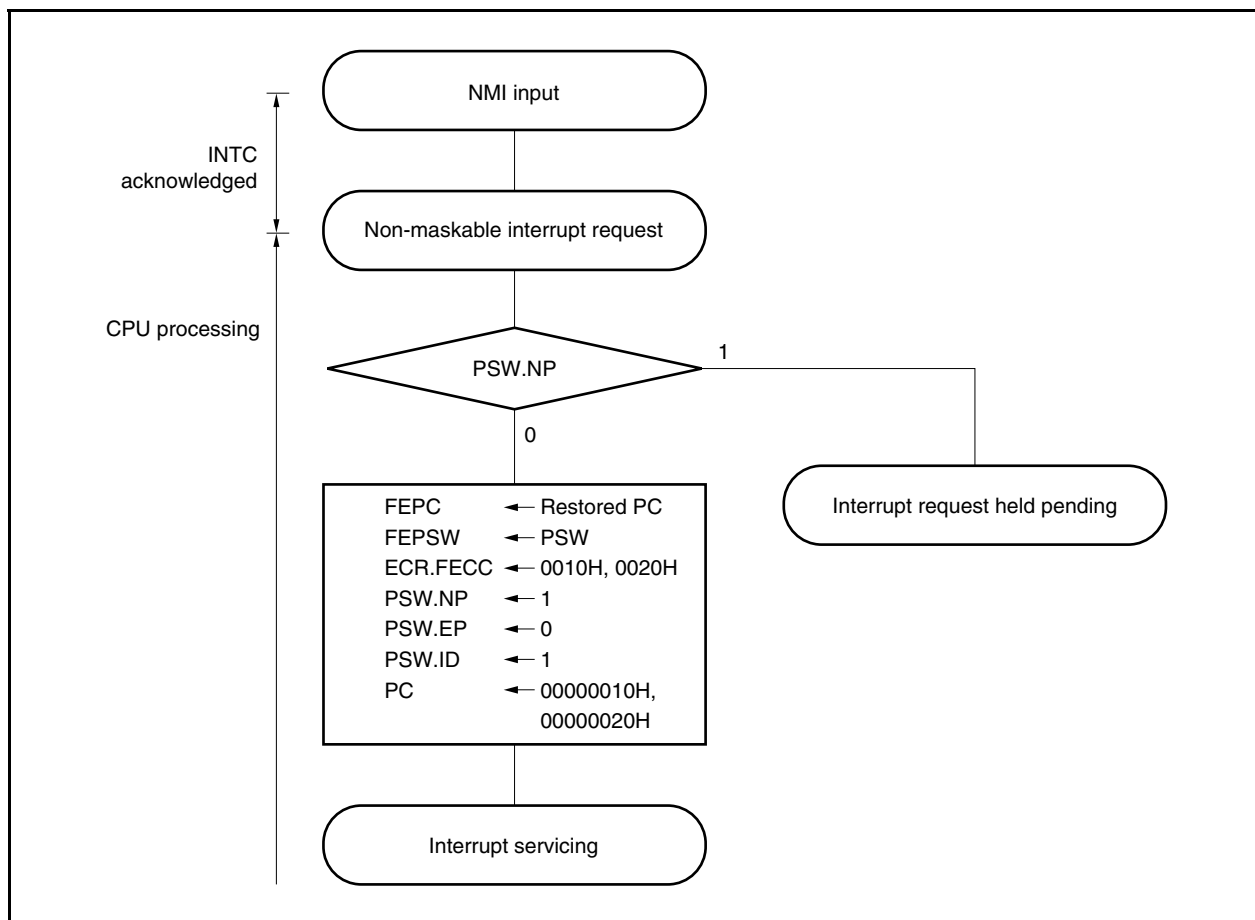 NMI input
INTC
acknowledged
Non-maskable interrupt request
CPU processing
PSW.NP
1
0
FEPC ← Restored PC
FEPSW ← PSW
ECR.FECC ← 0010H, 0020H
PSW.NP ← 1
PSW.EP ← 0
PSW.ID ← 1
PC ← 00000010H,
00000020H
Interrupt request held pending
Interrupt servicing